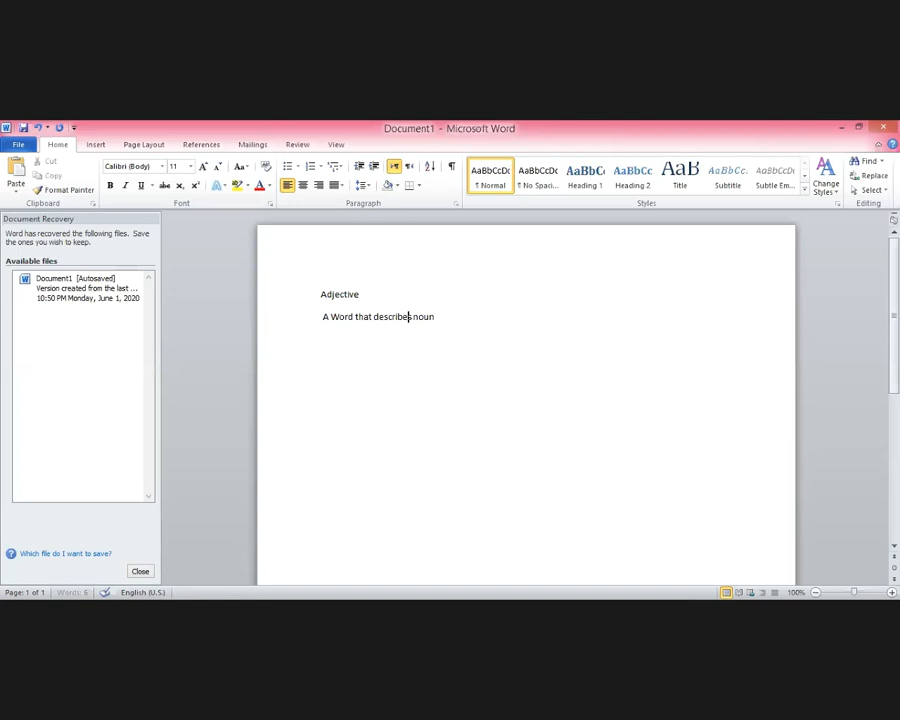 Document1 - Microsoft Word
File Home Insert Page Layout References Mailings Review View
Cut
Copy
Format Painter
Paste
Calibri (Body) 11
AaBbCcDc AaBbCcDc AaBbC AaBbCc AaB AaBbCc. AaBbCcDc
¶ Normal ¶ No Spaci... Heading 1 Heading 2 Title Subtitle Subtle Em...
Change Styles
Find
Replace
Select
Clipboard Font Paragraph Styles Editing
Document Recovery
Word has recovered the following files. Save
the ones you wish to keep.
Available files
Document1 [Autosaved]
Version created from the last ...
10:50 PM Monday, June 1, 2020
Which file do I want to save?
Close
Adjective
A Word that describes noun
Page: 1 of 1 Words: 6 English (U.S.) 100%